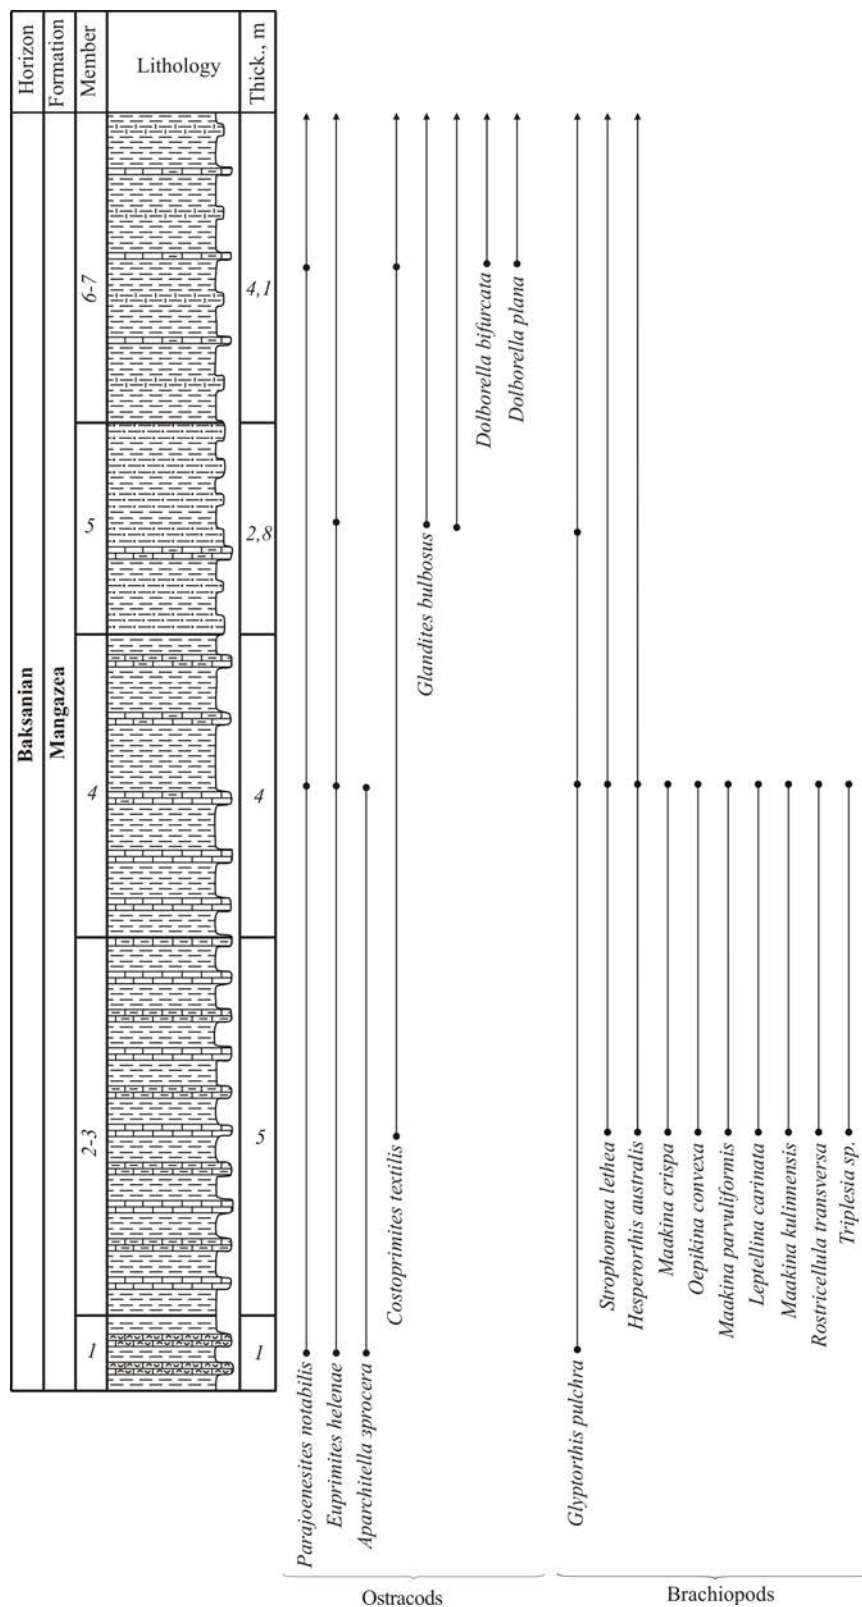 Horizon
Formation
Member
Lithology
Thick., m
Baksanian
Mangazea
6-7
4,1
5
2,8
4
4
2-3
5
1
1
Parajoenesites notabilis
Euprimites helenae
Aparchitella зprocera
Costoprimites textilis
Glandites bulbosus
Dolborella bifurcata
Dolborella plana
Glyptorthis pulchra
Strophomena lethea
Hesperorthis australis
Maakina crispa
Oepikina convexa
Maakina parvuliformis
Leptellina carinata
Maakina kulinnensis
Rostricellula transversa
Triplesia sp.
Ostracods
Brachiopods